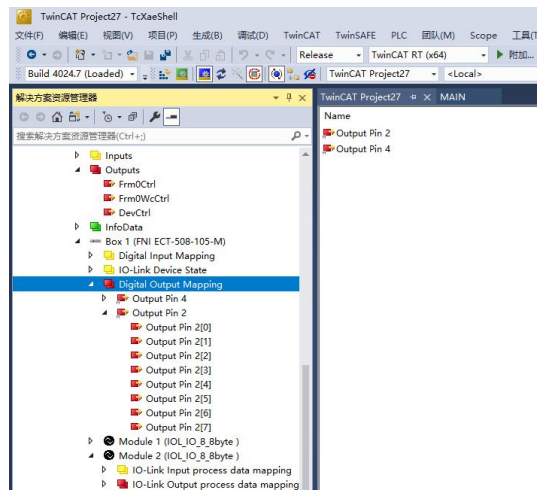 TwinCAT Project27 - TcXaeShell
文件(F) 编辑(E) 视图(V) 项目(P) 生成(B) 调试(D) TwinCAT TwinSAFE PLC 团队(M) Scope 工具(T
Release TwinCAT RT (x64) 附加...
Build 4024.7 (Loaded) TwinCAT Project27 <Local>
解决方案资源管理器
TwinCAT Project27 MAIN
搜索解决方案资源管理器(Ctrl+;)
Name
Output Pin 2
Output Pin 4
Inputs
Outputs
Frm0Ctrl
Frm0WcCtrl
DevCtrl
InfoData
Box 1 (FNI ECT-508-105-M)
Digital Input Mapping
IO-Link Device State
Digital Output Mapping
Output Pin 4
Output Pin 2
Output Pin 2[0]
Output Pin 2[1]
Output Pin 2[2]
Output Pin 2[3]
Output Pin 2[4]
Output Pin 2[5]
Output Pin 2[6]
Output Pin 2[7]
Module 1 (IOL_IO_8_8byte )
Module 2 (IOL_IO_8_8byte )
IO-Link Input process data mapping
IO-Link Output process data mapping